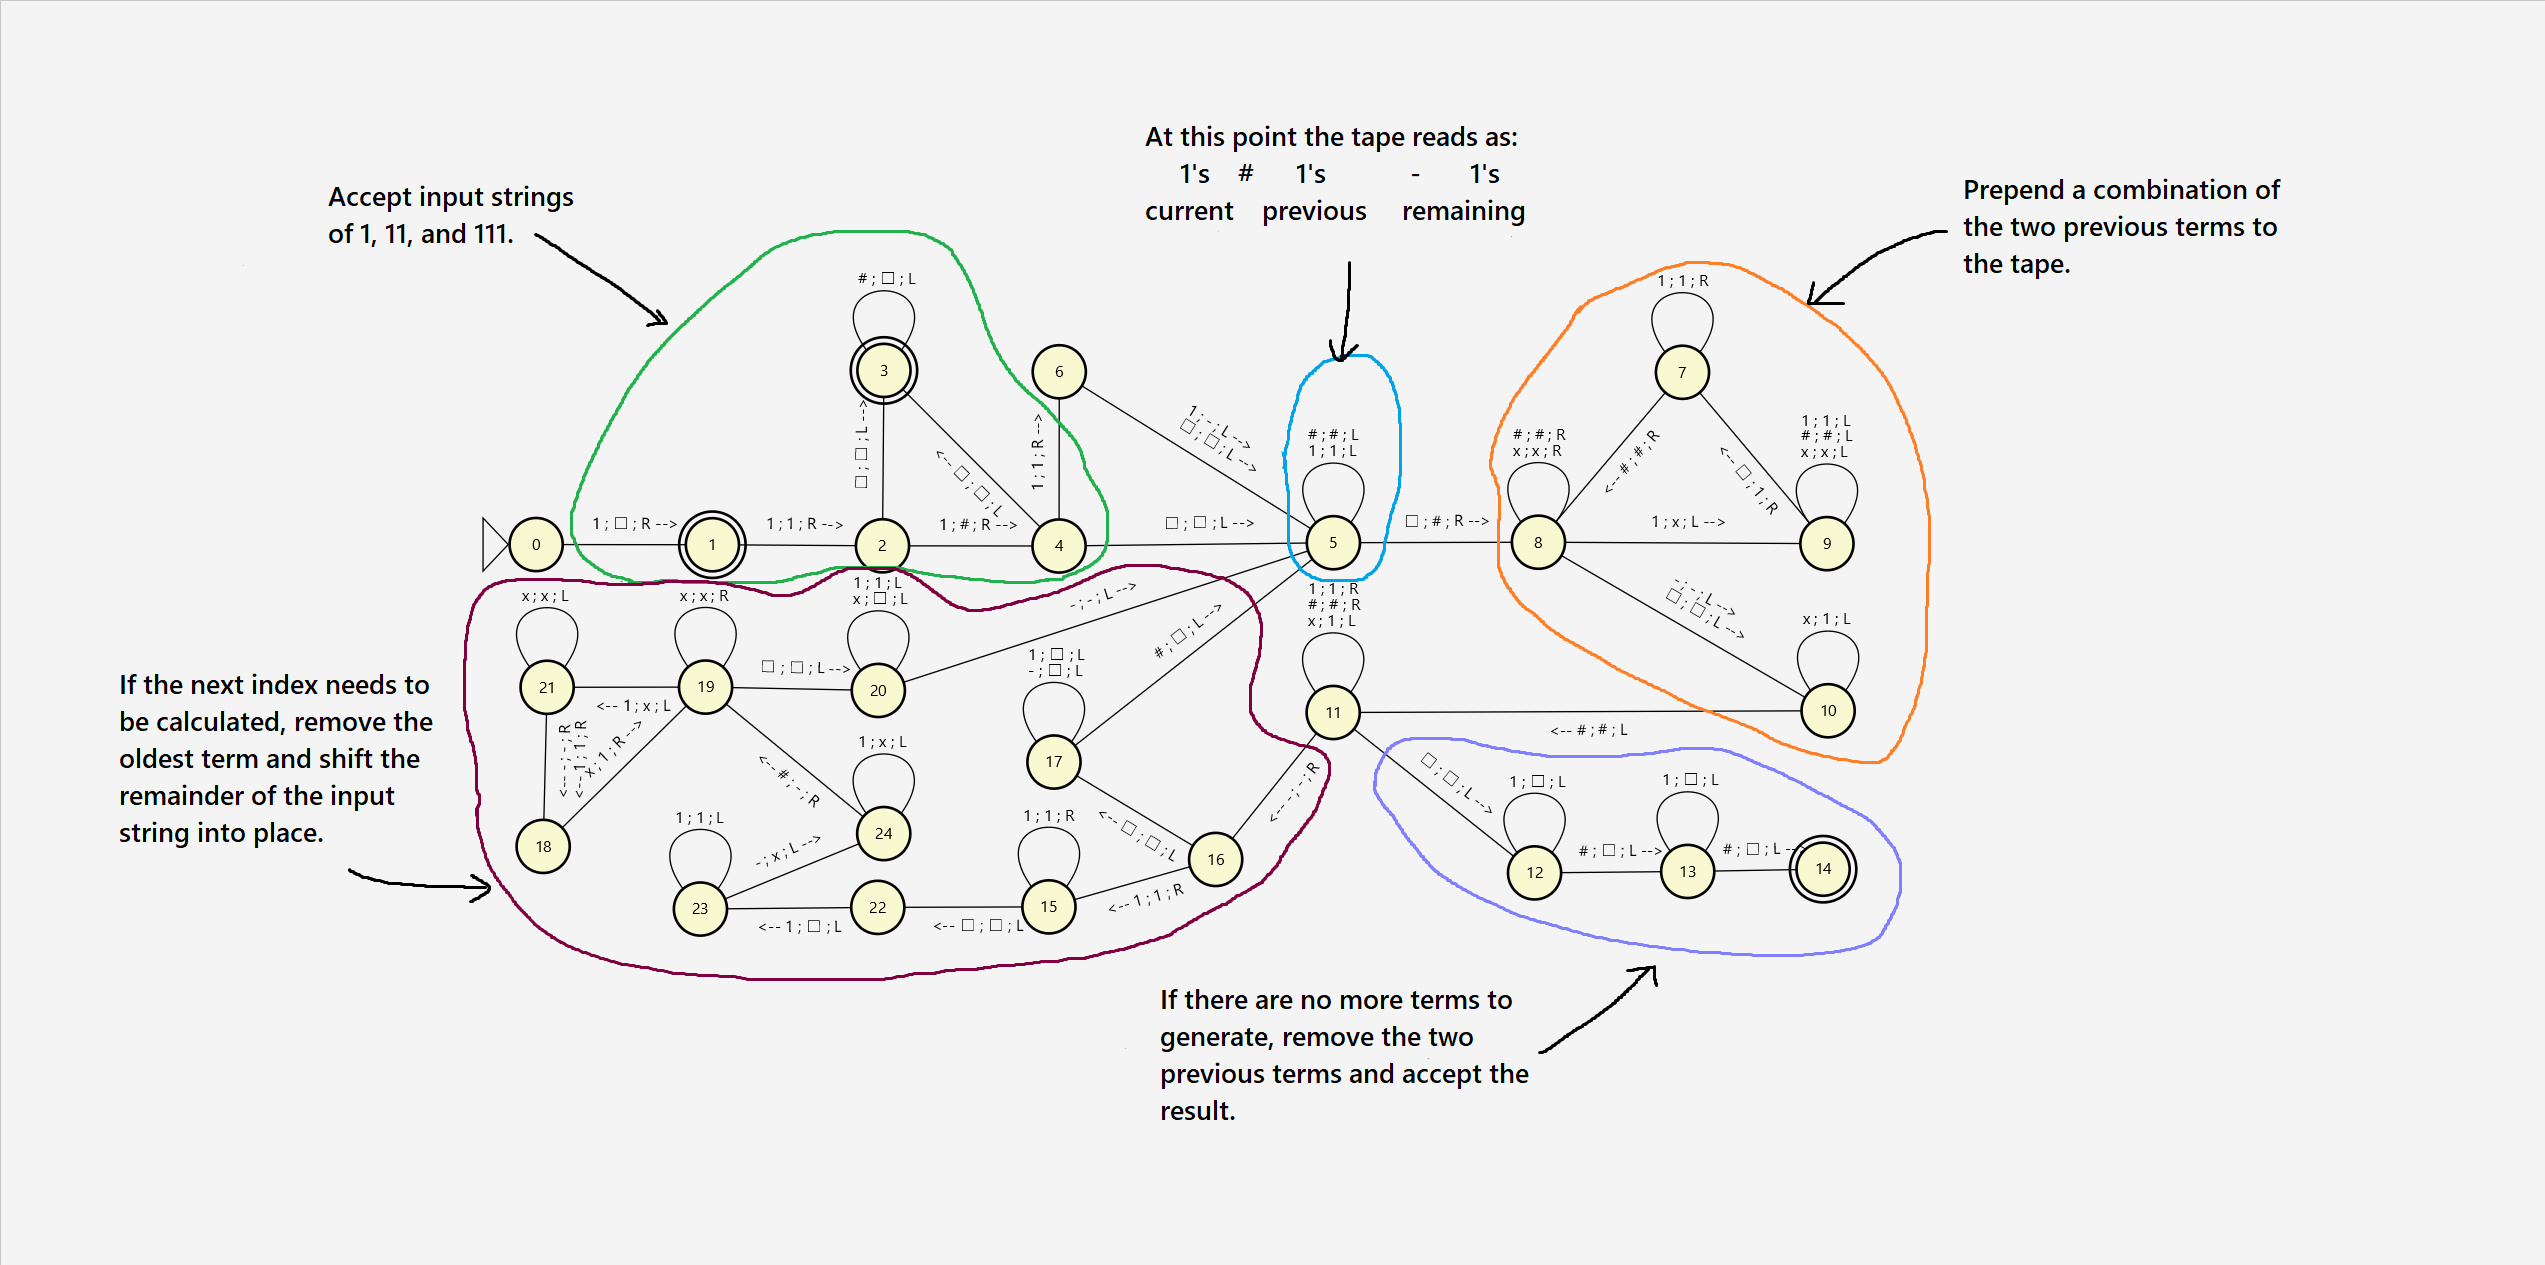 At this point the tape reads as:
1's # 1's - 1's
current previous remaining
Accept input strings
of 1, 11, and 111.
Prepend a combination of
the two previous terms to
the tape.
#;□;L
3
□;□;L-->
<--□;□;L
6
1;1;R-->
1;-;L-->
□;□;L-->
0
1;□;R-->
1
1;1;R-->
2
1;#;R-->
4
□;□;L-->
#;#;L
1;1;L
5
□;#;R-->
#;#;R
x;x;R
8
1;1;R
7
<--#;#;R
<--□;1;R
1;x;L-->
1;1;L
#;#;L
x;x;L
9
-;-;L-->
□;□;L-->
x;1;L
10
<--#;#;L
1;1;R
#;#;R
x;1;L
11
-;-;L-->
#;□;L-->
If the next index needs to
be calculated, remove the
oldest term and shift the
remainder of the input
string into place.
x;x;L
21
<--1;x;L
x;x;R
19
□;□;L-->
1;1;L
x;□;L
20
<---;-;R
<--1;1;R
x;1;R-->
18
<--#;-;R
1;x;L
24
1;1;L
23
-;x;L-->
<--1;□;L
22
<--□;□;L
1;1;R
15
<--1;1;R
16
<--□;□;L
1;□;L
-;□;L
17
<---;-;R
□;□;L-->
1;□;L
12
#;□;L-->
1;□;L
13
#;□;L-->
14
If there are no more terms to
generate, remove the two
previous terms and accept the
result.